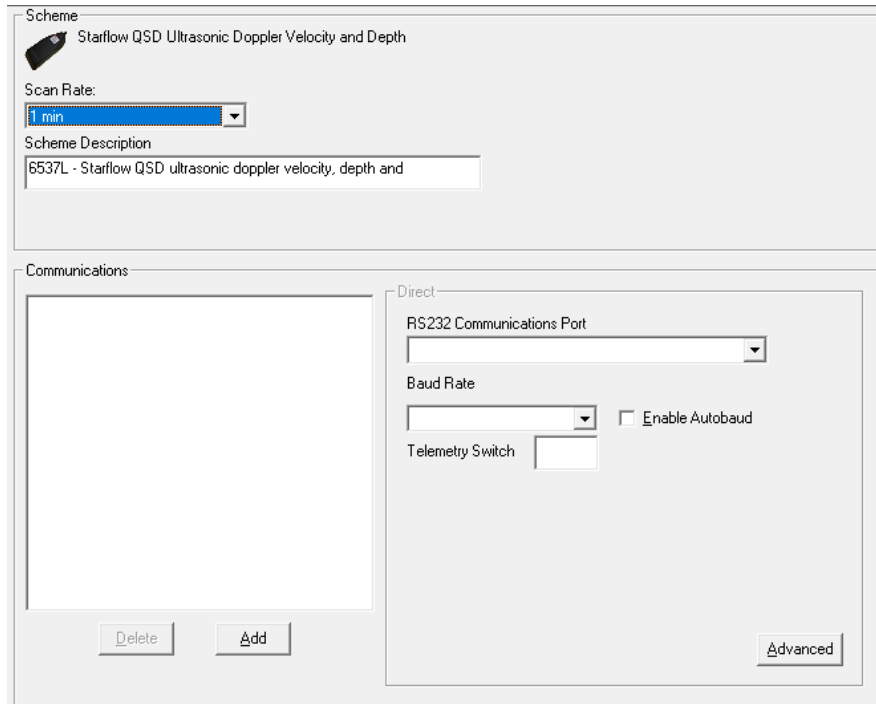 Scheme
Starflow QSD Ultrasonic Doppler Velocity and Depth
Scan Rate:
1 min
Scheme Description
6537L - Starflow QSD ultrasonic doppler velocity, depth and
Communications
Direct
RS232 Communications Port
Baud Rate
Enable Autobaud
Telemetry Switch
Delete
Add
Advanced